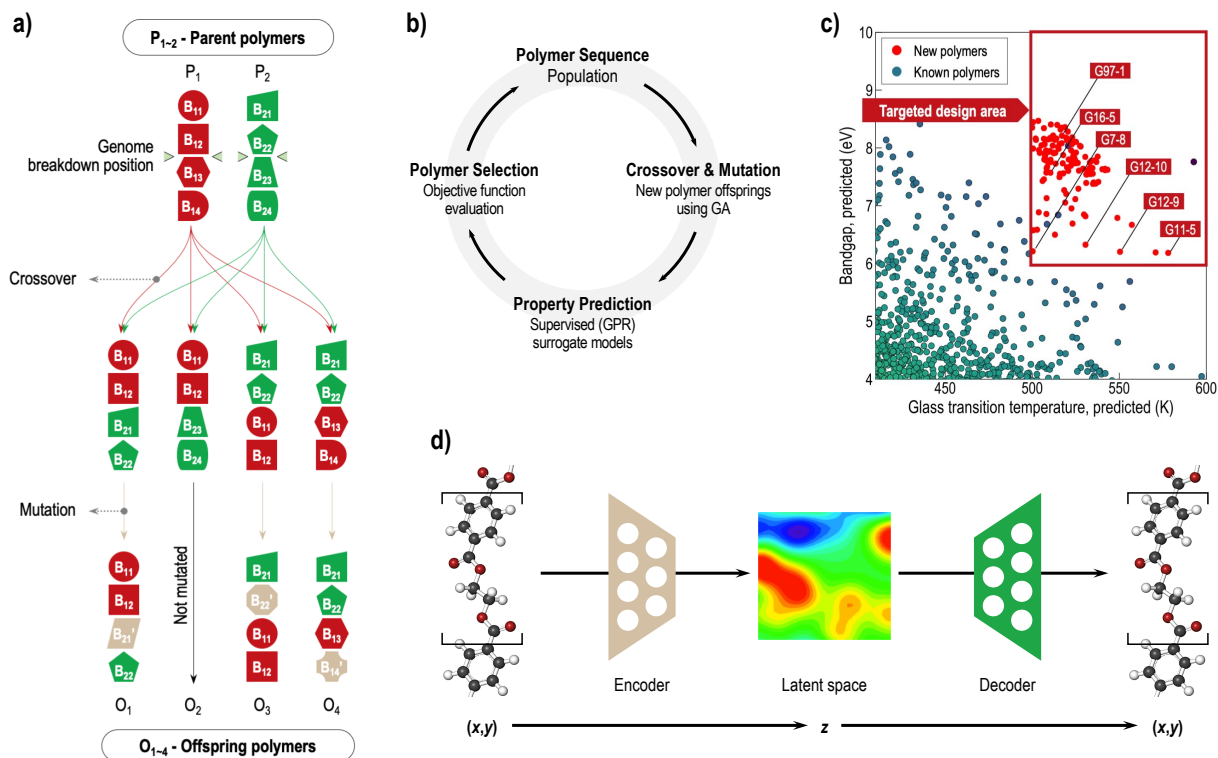 a)
P1~2 - Parent polymers
P1 P2
B11 B21
B12 B22
Genome
breakdown position
B13 B23
B14 B24
Crossover
B11 B11 B21 B21
B12 B12 B22 B22
B21 B23 B11 B13
B22 B24 B12 B14
Mutation
Not mutated
B11 B21 B21
B12 B22' B22
B21' B11 B13
B22 B12 B14'
O1 O2 O3 O4
O1~4 - Offspring polymers
b)
Polymer Sequence
Population
Crossover & Mutation
New polymer offsprings
using GA
Property Prediction
Supervised (GPR)
surrogate models
Polymer Selection
Objective function
evaluation
c)
New polymers
Known polymers
Targeted design area
G97-1
G16-5
G7-8
G12-10
G12-9
G11-5
Bandgap, predicted (eV)
10
9
8
7
6
5
4
450 500 550 600
Glass transition temperature, predicted (K)
d)
Encoder Latent space Decoder
(x,y) z (x,y)